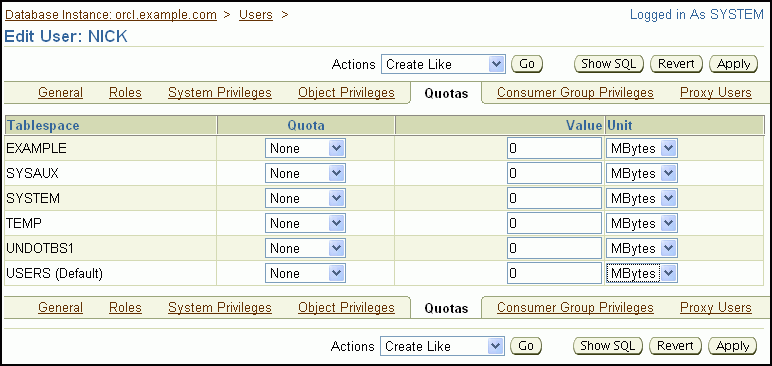 Database Instance: orcl.example.com > Users > Logged in As SYSTEM
Edit User: NICK
Actions Create Like Go Show SQL Revert Apply
General Roles System Privileges Object Privileges Quotas Consumer Group Privileges Proxy Users
Tablespace Quota Value Unit
EXAMPLE None 0 MBytes
SYSAUX None 0 MBytes
SYSTEM None 0 MBytes
TEMP None 0 MBytes
UNDOTBS1 None 0 MBytes
USERS (Default) None 0 MBytes
General Roles System Privileges Object Privileges Quotas Consumer Group Privileges Proxy Users
Actions Create Like Go Show SQL Revert Apply